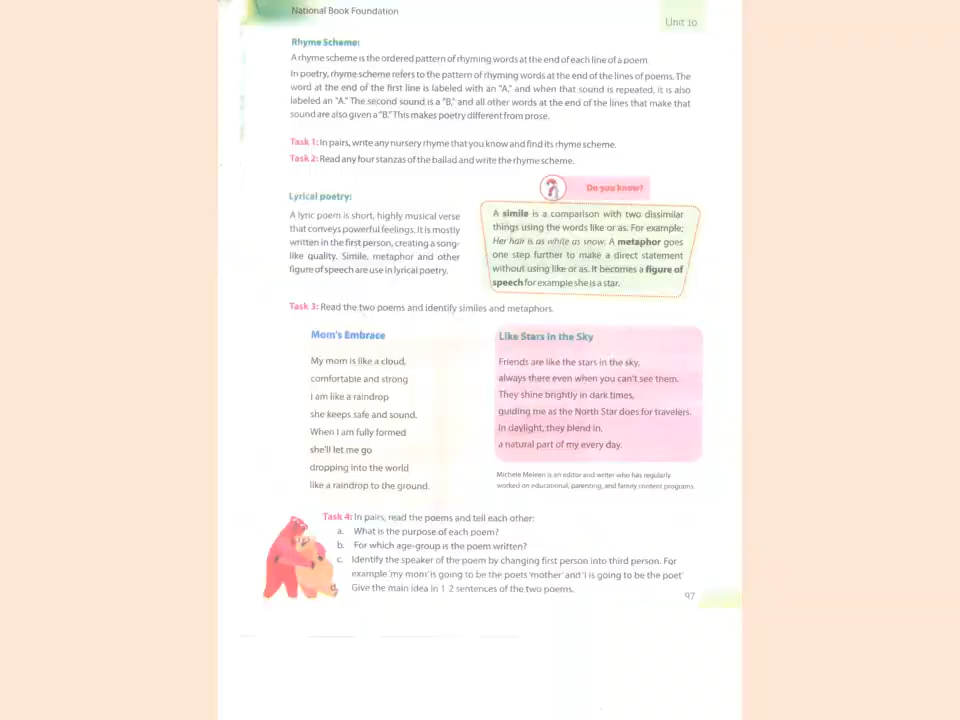 National Book Foundation
Unit 10
Rhyme Scheme:
A rhyme scheme is the ordered pattern of rhyming words at the end of each line of a poem
In poetry, rhyme scheme refers to the pattern of rhyming words at the end of the lines of poems. The
word at the end of the first line is labeled with an "A," and when that sound is repeated, it is also
labeled an "A." The second sound is a "B," and all other words at the end of the lines that make that
sound are also given a "B." This makes poetry different from prose.
Task 1: In pairs, write any nursery rhyme that you know and find its rhyme scheme.
Task 2: Read any four stanzas of the ballad and write the rhyme scheme.
Lyrical poetry:
A lyric poem is short, highly musical verse
that conveys powerful feelings. It is mostly
written in the first person, creating a song-
like quality. Simile, metaphor and other
figure of speech are use in lyrical poetry.
Do you know?
A simile is a comparison with two dissimilar
things using the words like or as. For example;
Her hair is as white as snow. A metaphor goes
one step further to make a direct statement
without using like or as. It becomes a figure of
speech for example she is a star.
Task 3: Read the two poems and identify similes and metaphors.
Mom's Embrace
My mom is like a cloud,
comfortable and strong
I am like a raindrop
she keeps safe and sound.
When I am fully formed
she'll let me go
dropping into the world
like a raindrop to the ground.
Like Stars in the Sky
Friends are like the stars in the sky,
always there even when you can't see them.
They shine brightly in dark times,
guiding me as the North Star does for travelers.
In daylight, they blend in,
a natural part of my every day.
Michele Meleen is an editor and writer who has regularly
worked on educational, parenting, and family content programs.
Task 4: In pairs, read the poems and tell each other:
a. What is the purpose of each poem?
b. For which age-group is the poem written?
c. Identify the speaker of the poem by changing first person into third person. For
example 'my mom' is going to be the poets 'mother' and 'I is going to be the poet'
d. Give the main idea in 1 2 sentences of the two poems.
97